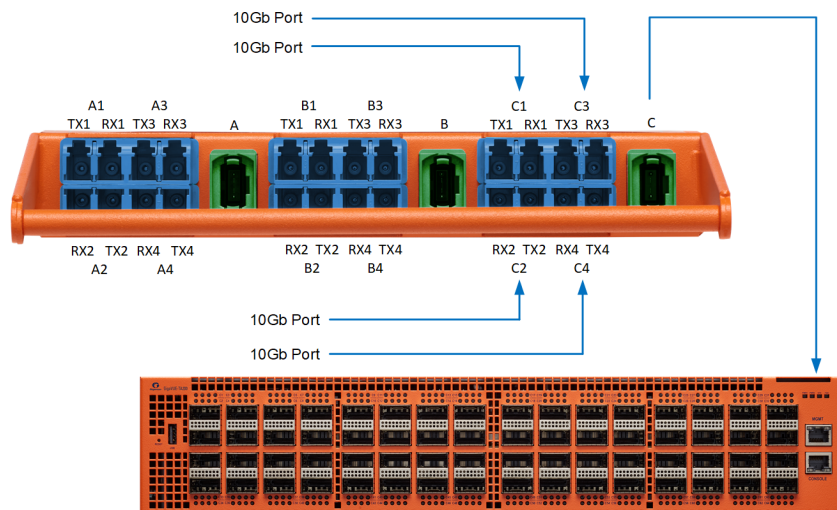 10Gb Port
10Gb Port
A1 A3 B1 B3 C1 C3
TX1 RX1 TX3 RX3 A TX1 RX1 TX3 RX3 B TX1 RX1 TX3 RX3 C
RX2 TX2 RX4 TX4 RX2 TX2 RX4 TX4 RX2 TX2 RX4 TX4
A2 A4 B2 B4 C2 C4
10Gb Port
10Gb Port
MGMT
CONSOLE